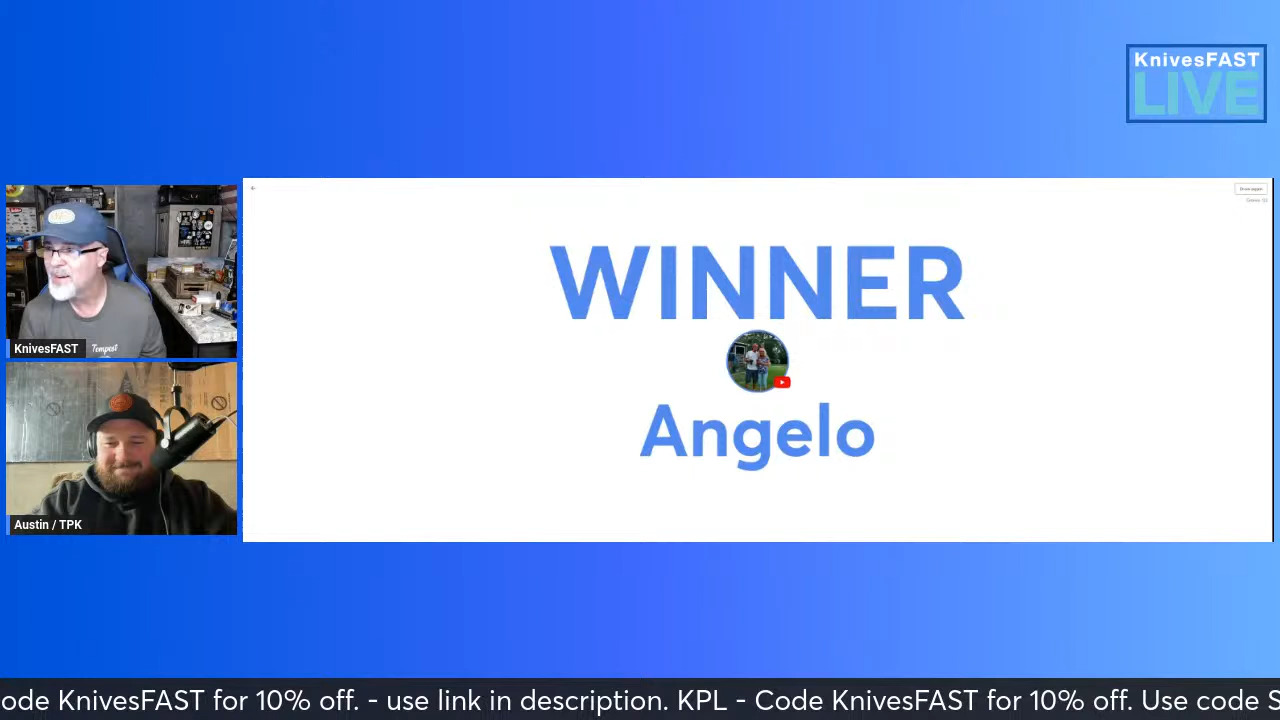 KnivesFAST
LIVE
WINNER
Angelo
Tempest
KnivesFAST
Austin / TPK
ode KnivesFAST for 10% off. - use link in description. KPL - Code KnivesFAST for 10% off. Use code S